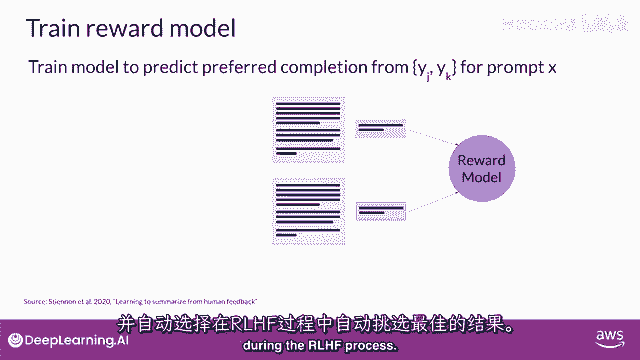 Train reward model
Train model to predict preferred completion from {yj, yk} for prompt x
Reward
Model
Source: Stiennon et al. 2020, "Learning to summarize from human feedback"
并自动选择在RLHF过程中自动挑选最佳的结果。
during the RLHF process.
DeepLearning.AI
aws